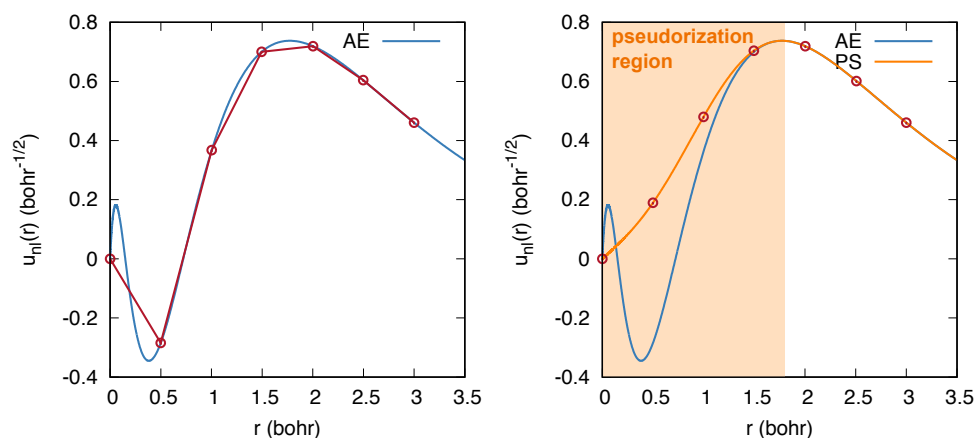 0.8
0.6
0.4
0.2
0
-0.2
-0.4
0 0.5 1 1.5 2 2.5 3 3.5
r (bohr)
u_nl(r) (bohr^-1/2)
AE
0.8
0.6
0.4
0.2
0
-0.2
-0.4
0 0.5 1 1.5 2 2.5 3 3.5
r (bohr)
u_nl(r) (bohr^-1/2)
pseudorization
region
AE
PS